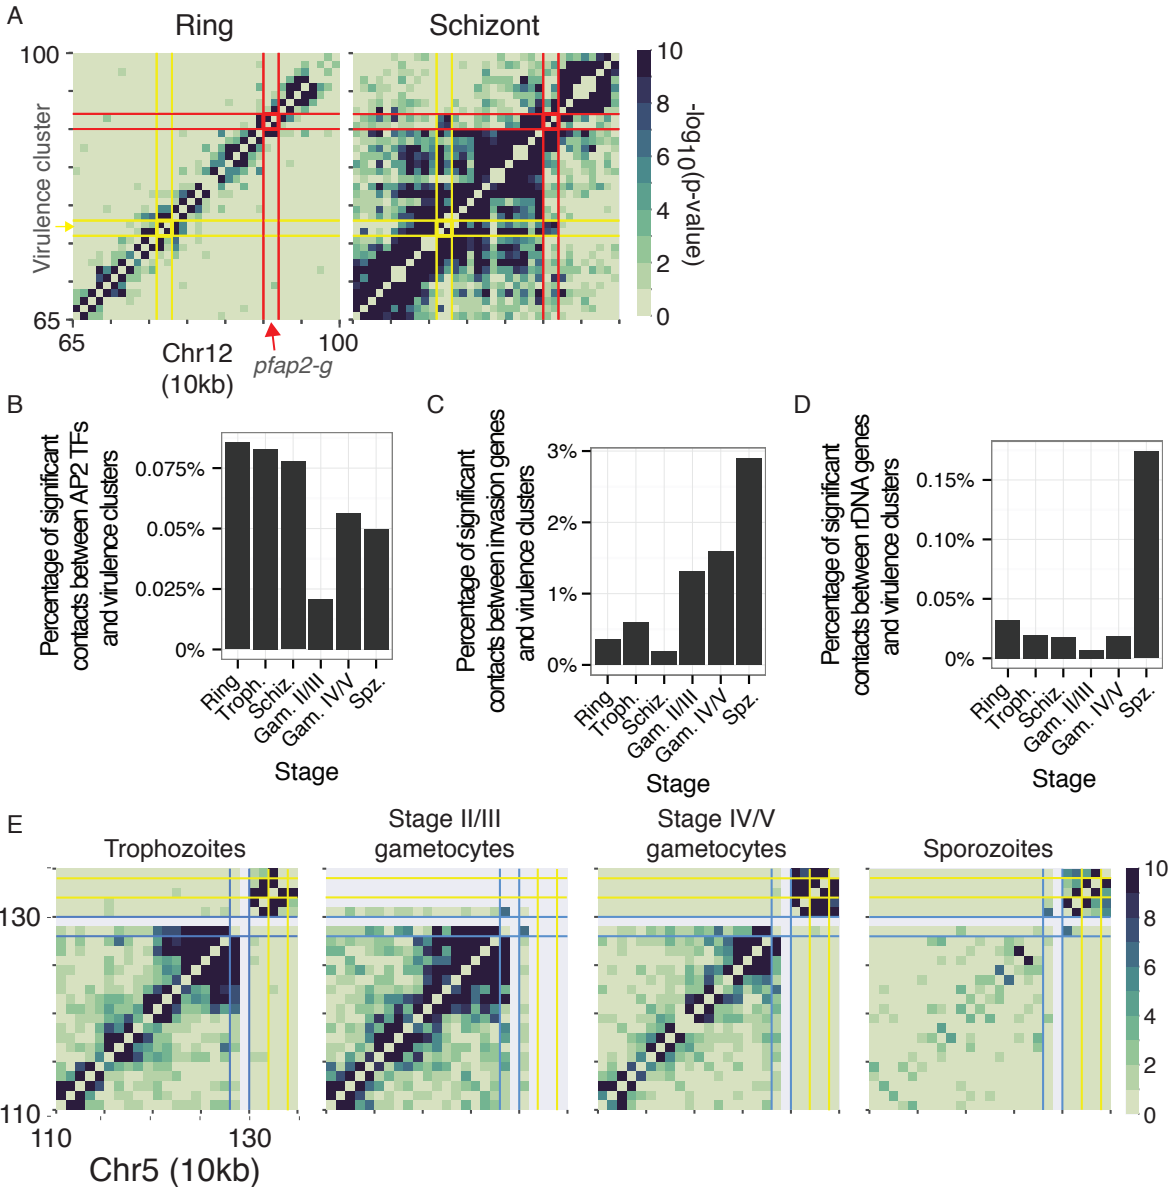 A
Ring
Schizont
100
65
65
100
Virulence cluster
Chr12
(10kb)
pfap2-g
10
8
6
4
2
0
-log10(p-value)
B
Percentage of significant
contacts between AP2 TFs
and virulence clusters
0.075%
0.05%
0.025%
0%
Ring
Troph.
Schiz.
Gam. II/III
Gam. IV/V
Spz.
Stage
C
Percentage of significant
contacts between invasion genes
and virulence clusters
3%
2%
1%
0%
Ring
Troph.
Schiz.
Gam. II/III
Gam. IV/V
Spz.
Stage
D
Percentage of significant
contacts between rDNA genes
and virulence clusters
0.15%
0.10%
0.05%
0%
Ring
Troph.
Schiz.
Gam. II/III
Gam. IV/V
Spz.
Stage
E
Trophozoites
Stage II/III
gametocytes
Stage IV/V
gametocytes
Sporozoites
130
110
110
130
Chr5 (10kb)
10
8
6
4
2
0